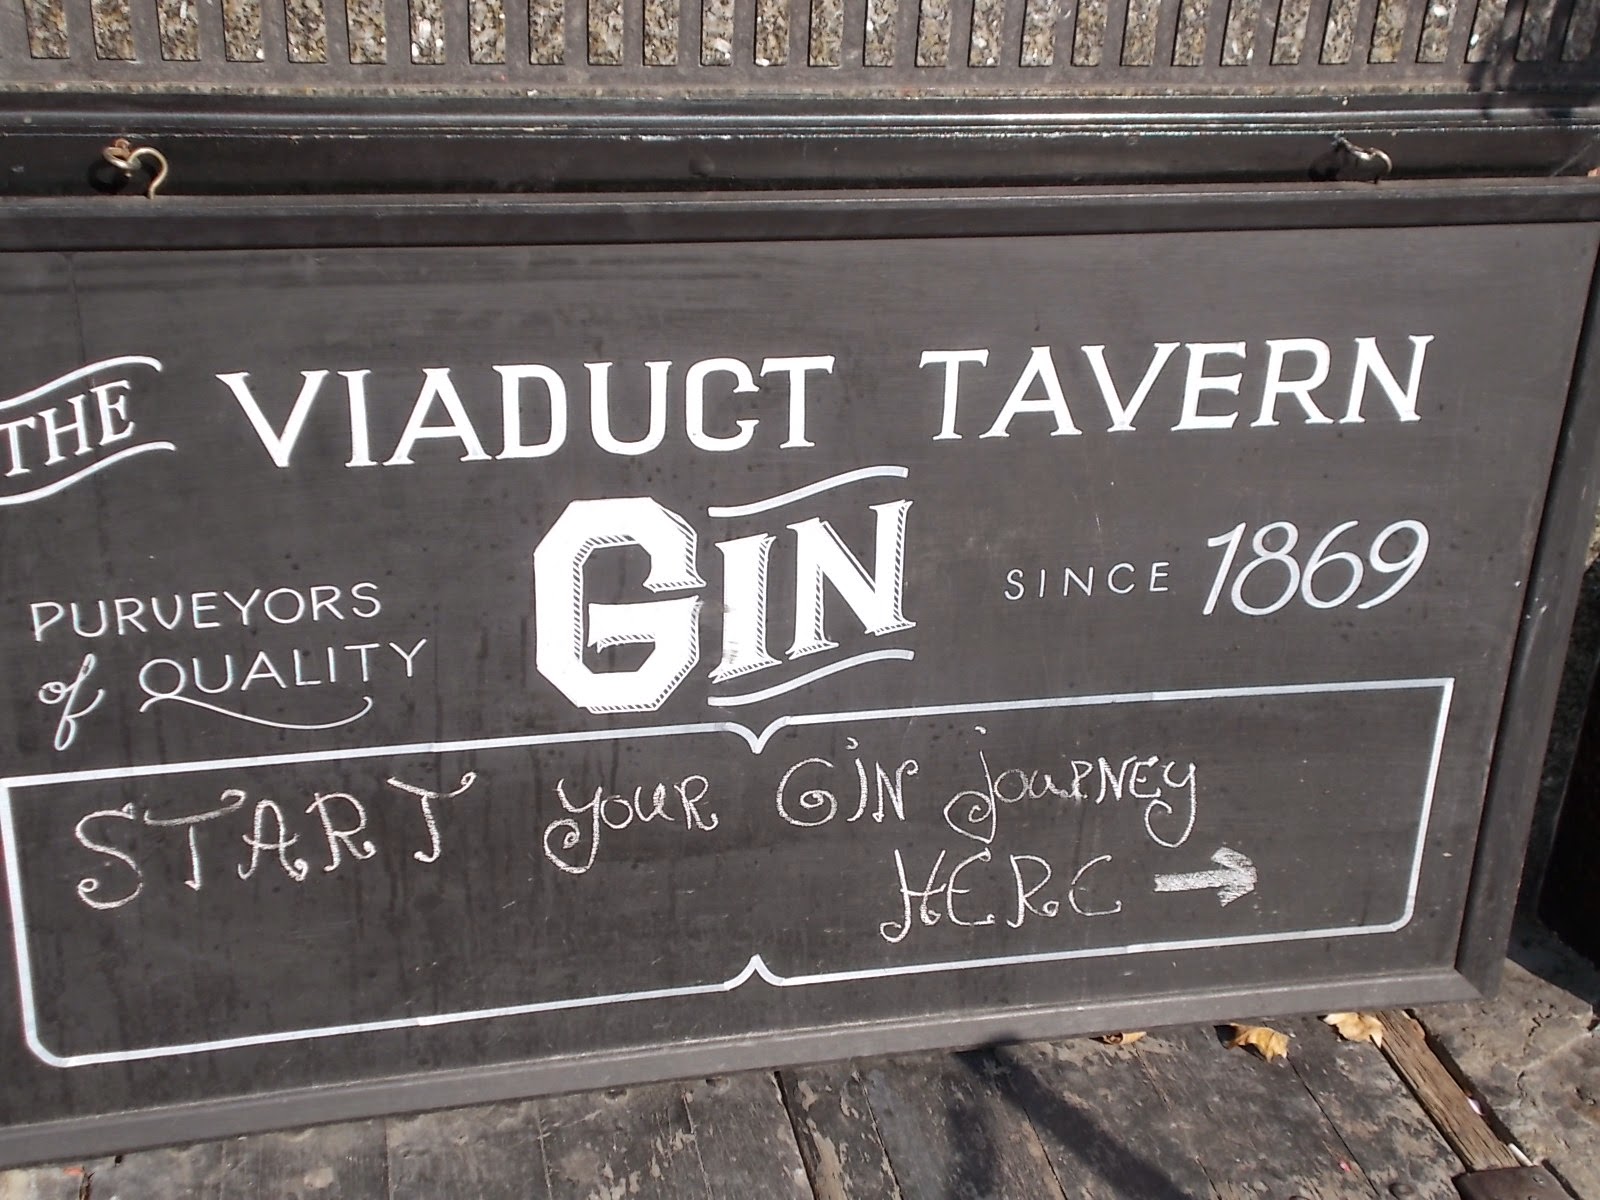 THE VIADUCT TAVERN
PURVEYORS
of QUALITY
GIN
SINCE 1869
START YOUR GIN JOURNEY
HERE →